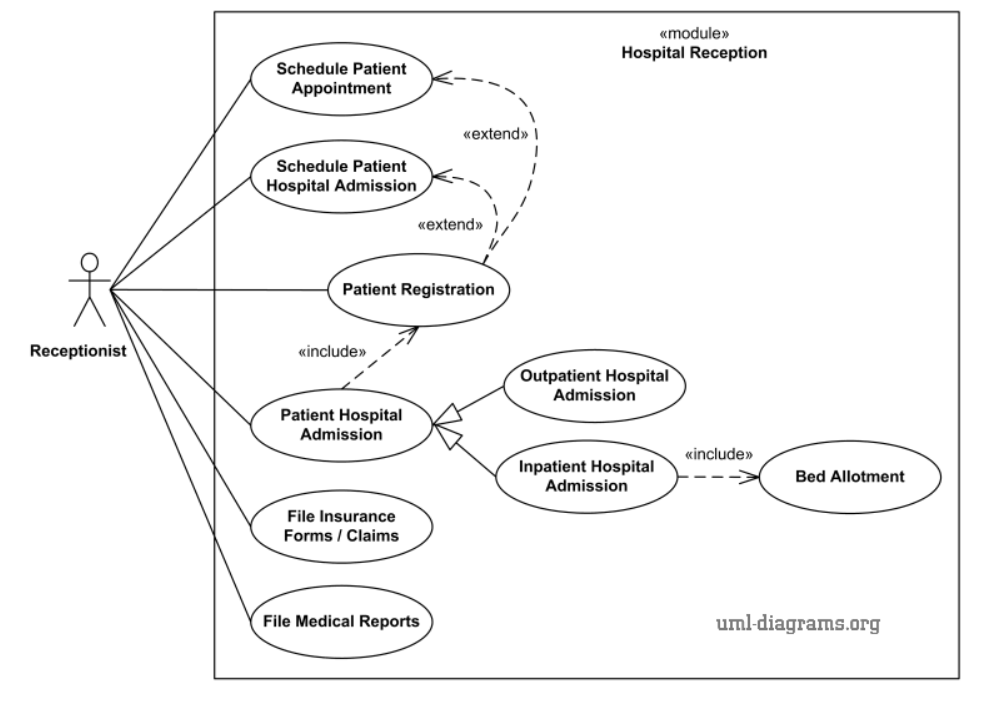 «module»
Hospital Reception
Schedule Patient
Appointment
«extend»
Schedule Patient
Hospital Admission
«extend»
Patient Registration
Receptionist
«include»
Outpatient Hospital
Admission
Patient Hospital
Admission
Inpatient Hospital
Admission
«include»
Bed Allotment
File Insurance
Forms / Claims
File Medical Reports
uml-diagrams.org